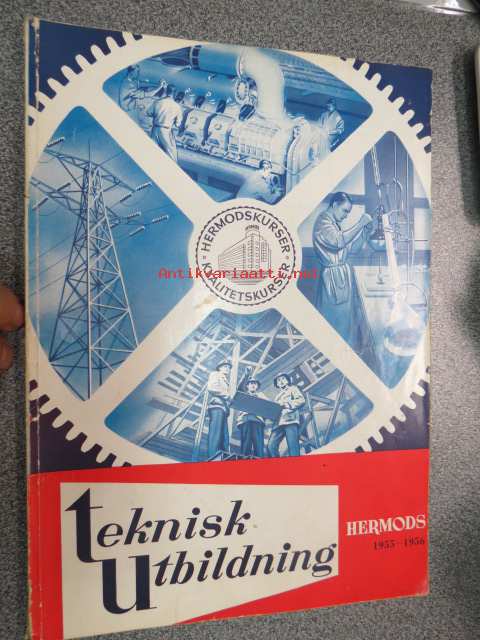 HERMODSKURSER
KVALITETSKURSER
Antikvariaatti.net
teknisk
Utbildning
HERMODS
1955-1956